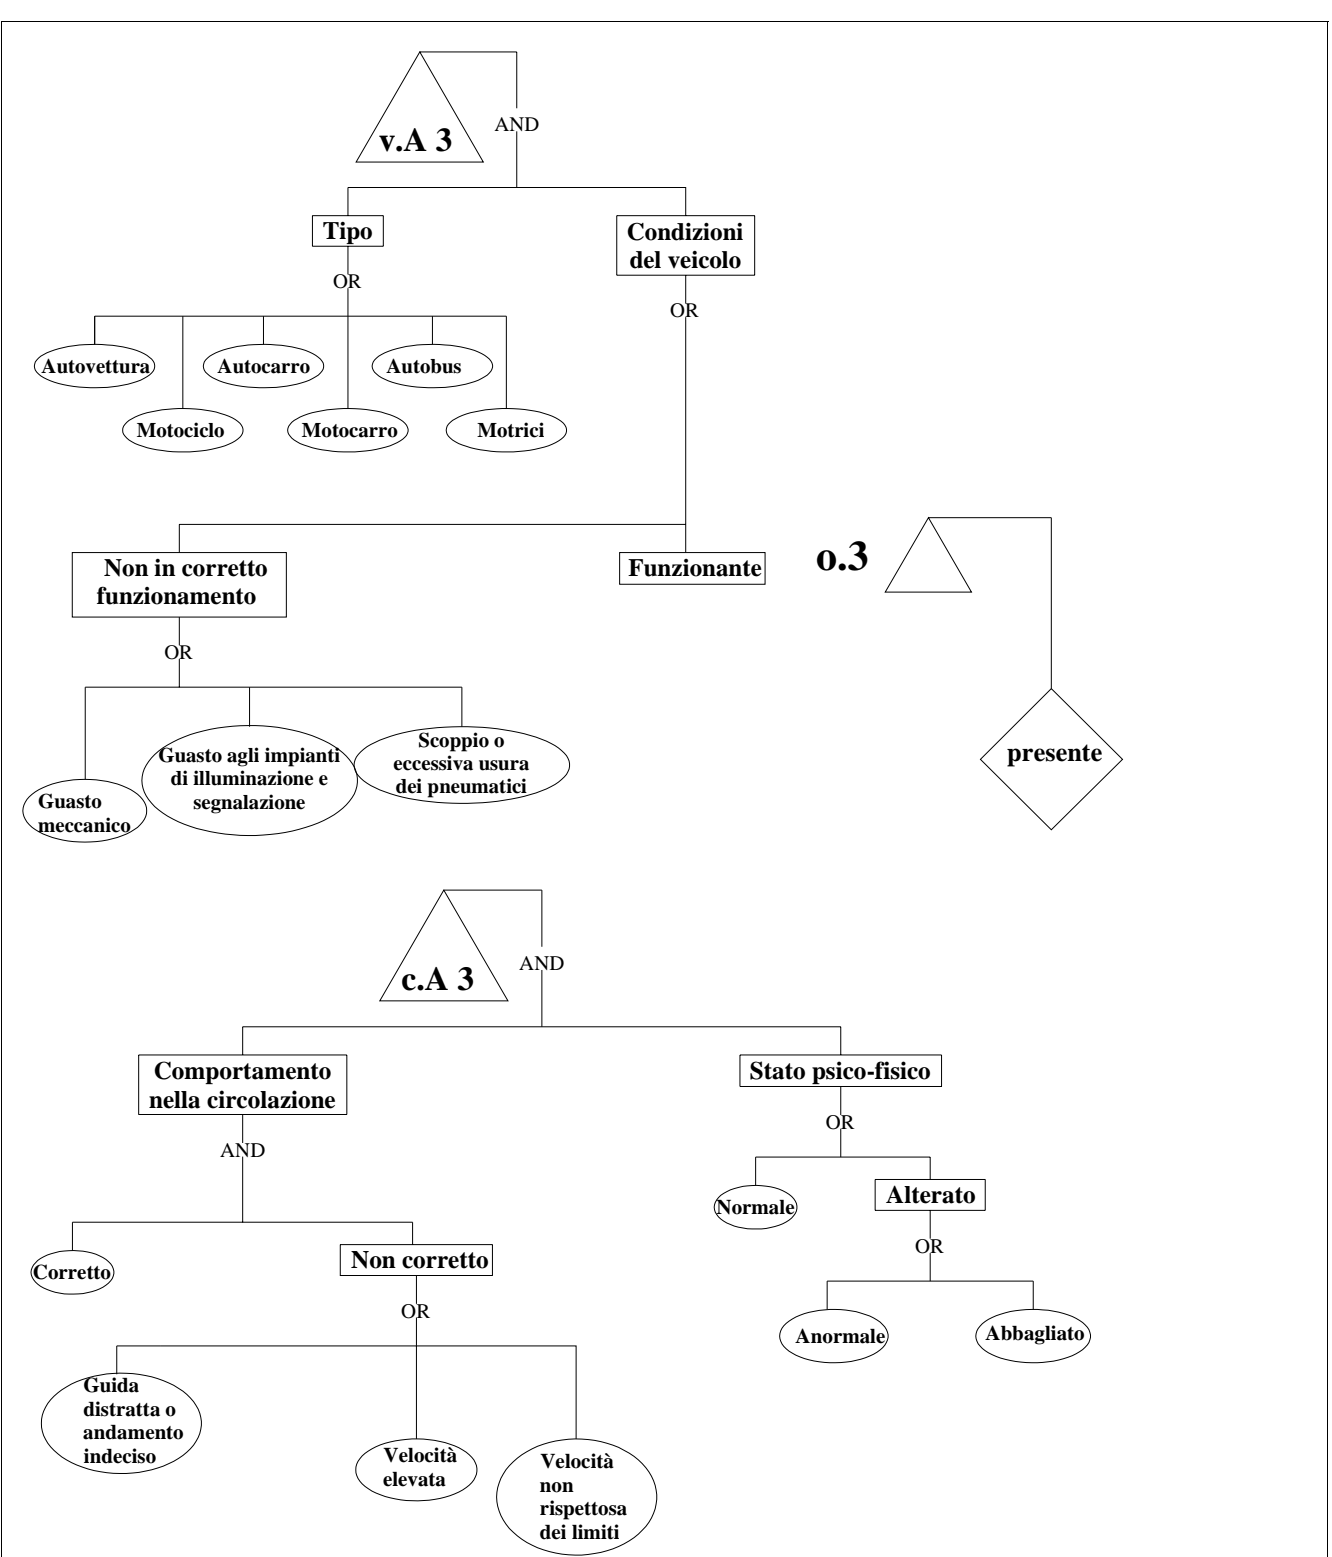 v.A 3
AND
Tipo
Condizioni
del veicolo
OR
OR
Autovettura
Autocarro
Autobus
Motociclo
Motocarro
Motrici
Non in corretto
funzionamento
Funzionante
o.3
OR
presente
Guasto
meccanico
Guasto agli impianti
di illuminazione e
segnalazione
Scoppio o
eccessiva usura
dei pneumatici
c.A 3
AND
Comportamento
nella circolazione
Stato psico-fisico
AND
OR
Normale
Alterato
Corretto
Non corretto
OR
OR
Anormale
Abbagliato
Guida
distratta o
andamento
indeciso
Velocità
elevata
Velocità
non
rispettosa
dei limiti